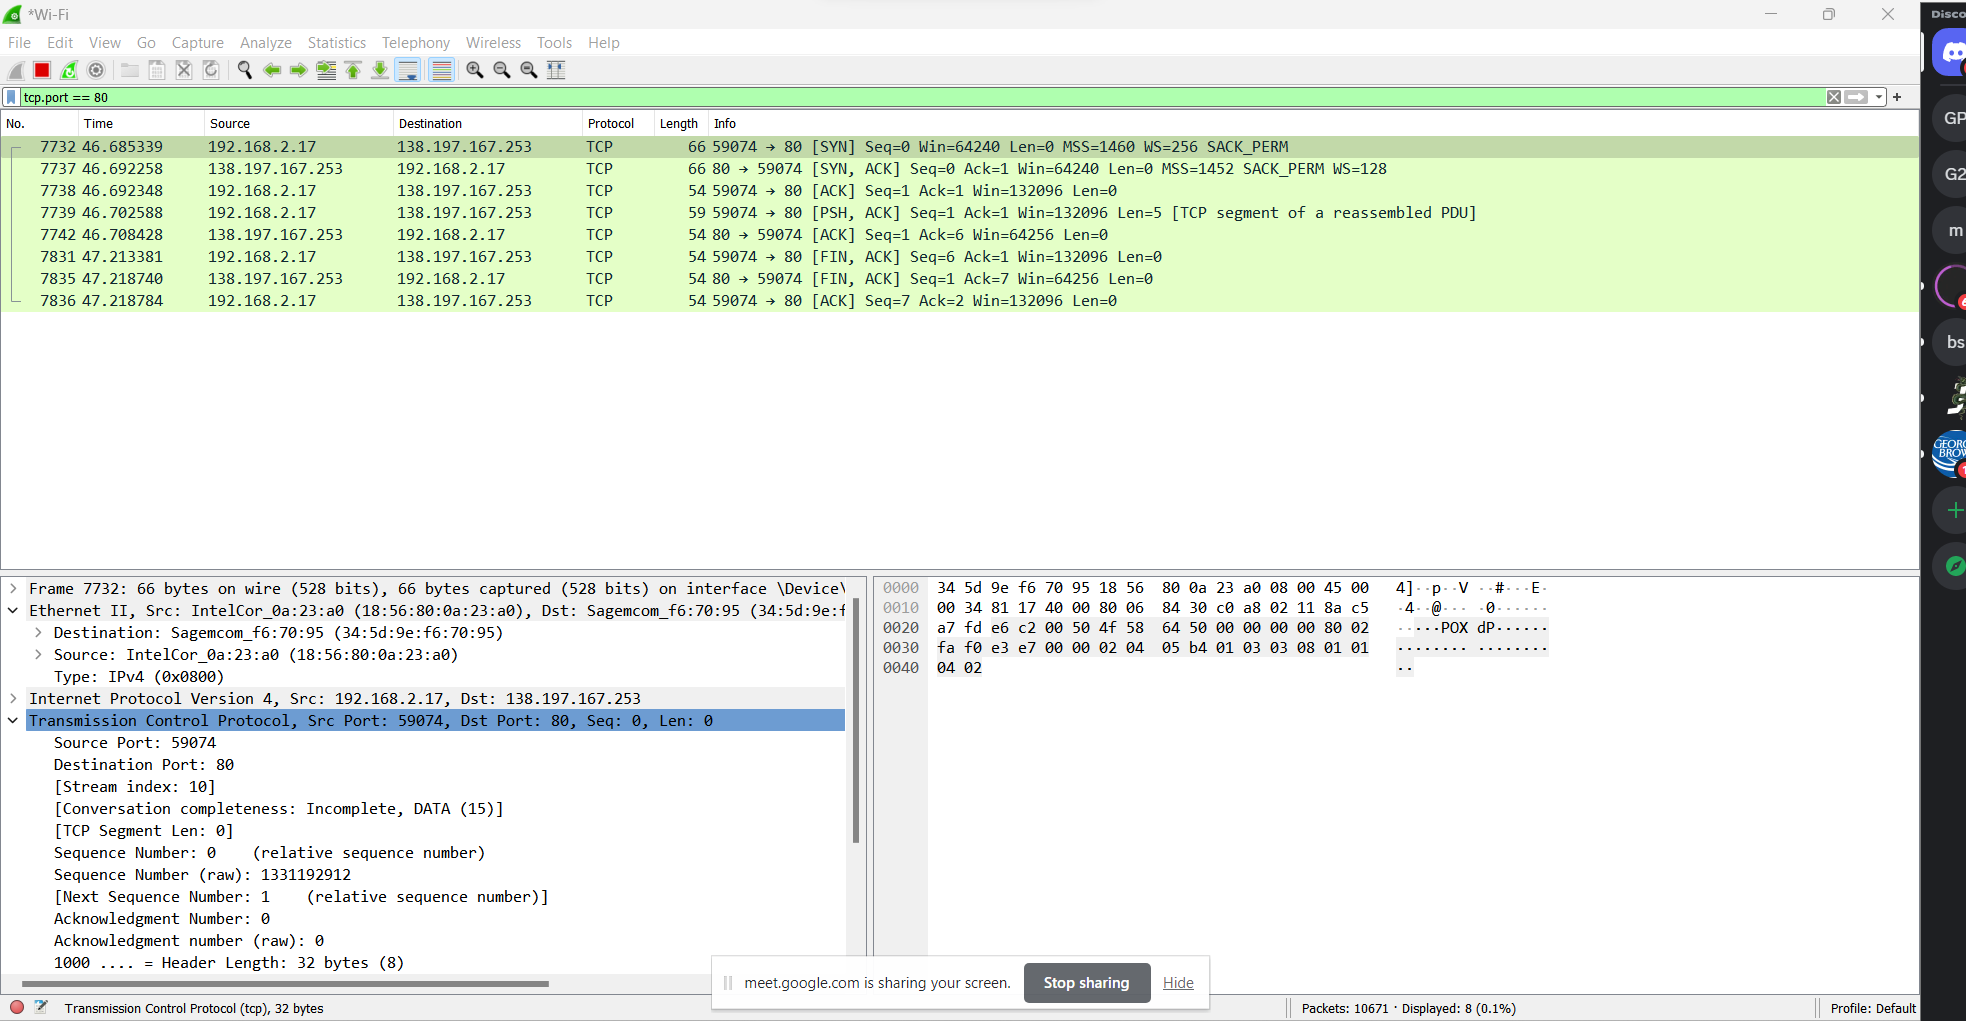 *Wi-Fi
File Edit View Go Capture Analyze Statistics Telephony Wireless Tools Help
tcp.port == 80
No. Time Source Destination Protocol Length Info
7732 46.685339 192.168.2.17 138.197.167.253 TCP 66 59074 → 80 [SYN] Seq=0 Win=64240 Len=0 MSS=1460 WS=256 SACK_PERM
7737 46.692258 138.197.167.253 192.168.2.17 TCP 66 80 → 59074 [SYN, ACK] Seq=0 Ack=1 Win=64240 Len=0 MSS=1452 SACK_PERM WS=128
7738 46.692348 192.168.2.17 138.197.167.253 TCP 54 59074 → 80 [ACK] Seq=1 Ack=1 Win=132096 Len=0
7739 46.702588 192.168.2.17 138.197.167.253 TCP 59 59074 → 80 [PSH, ACK] Seq=1 Ack=1 Win=132096 Len=5 [TCP segment of a reassembled PDU]
7742 46.708428 138.197.167.253 192.168.2.17 TCP 54 80 → 59074 [ACK] Seq=1 Ack=6 Win=64256 Len=0
7831 47.213381 192.168.2.17 138.197.167.253 TCP 54 59074 → 80 [FIN, ACK] Seq=6 Ack=1 Win=132096 Len=0
7835 47.218740 138.197.167.253 192.168.2.17 TCP 54 80 → 59074 [FIN, ACK] Seq=1 Ack=7 Win=64256 Len=0
7836 47.218784 192.168.2.17 138.197.167.253 TCP 54 59074 → 80 [ACK] Seq=7 Ack=2 Win=132096 Len=0
Frame 7732: 66 bytes on wire (528 bits), 66 bytes captured (528 bits) on interface \Device\
Ethernet II, Src: IntelCor_0a:23:a0 (18:56:80:0a:23:a0), Dst: Sagemcom_f6:70:95 (34:5d:9e:f
Destination: Sagemcom_f6:70:95 (34:5d:9e:f6:70:95)
Source: IntelCor_0a:23:a0 (18:56:80:0a:23:a0)
Type: IPv4 (0x0800)
Internet Protocol Version 4, Src: 192.168.2.17, Dst: 138.197.167.253
Transmission Control Protocol, Src Port: 59074, Dst Port: 80, Seq: 0, Len: 0
Source Port: 59074
Destination Port: 80
[Stream index: 10]
[Conversation completeness: Incomplete, DATA (15)]
[TCP Segment Len: 0]
Sequence Number: 0 (relative sequence number)
Sequence Number (raw): 1331192912
[Next Sequence Number: 1 (relative sequence number)]
Acknowledgment Number: 0
Acknowledgment number (raw): 0
1000 .... = Header Length: 32 bytes (8)
0000 34 5d 9e f6 70 95 18 56 80 0a 23 a0 08 00 45 00 4]··p··V ··#···E·
0010 00 34 81 17 40 00 80 06 84 30 c0 a8 02 11 8a c5 ·4··@··· ·0······
0020 a7 fd e6 c2 00 50 4f 58 64 50 00 00 00 00 80 02 ·····POX dP······
0030 fa f0 e3 e7 00 00 02 04 05 b4 01 03 03 08 01 01 ········ ········
0040 04 02 ··
meet.google.com is sharing your screen. Stop sharing Hide
Transmission Control Protocol (tcp), 32 bytes
Packets: 10671 · Displayed: 8 (0.1%)
Profile: Default
Disco
GP
G2
m
bs
GEORG
BROW